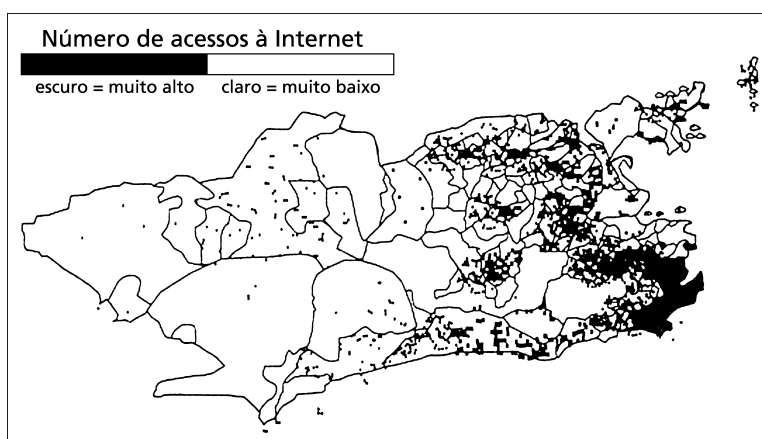 Número de acessos à Internet
escuro = muito alto claro = muito baixo